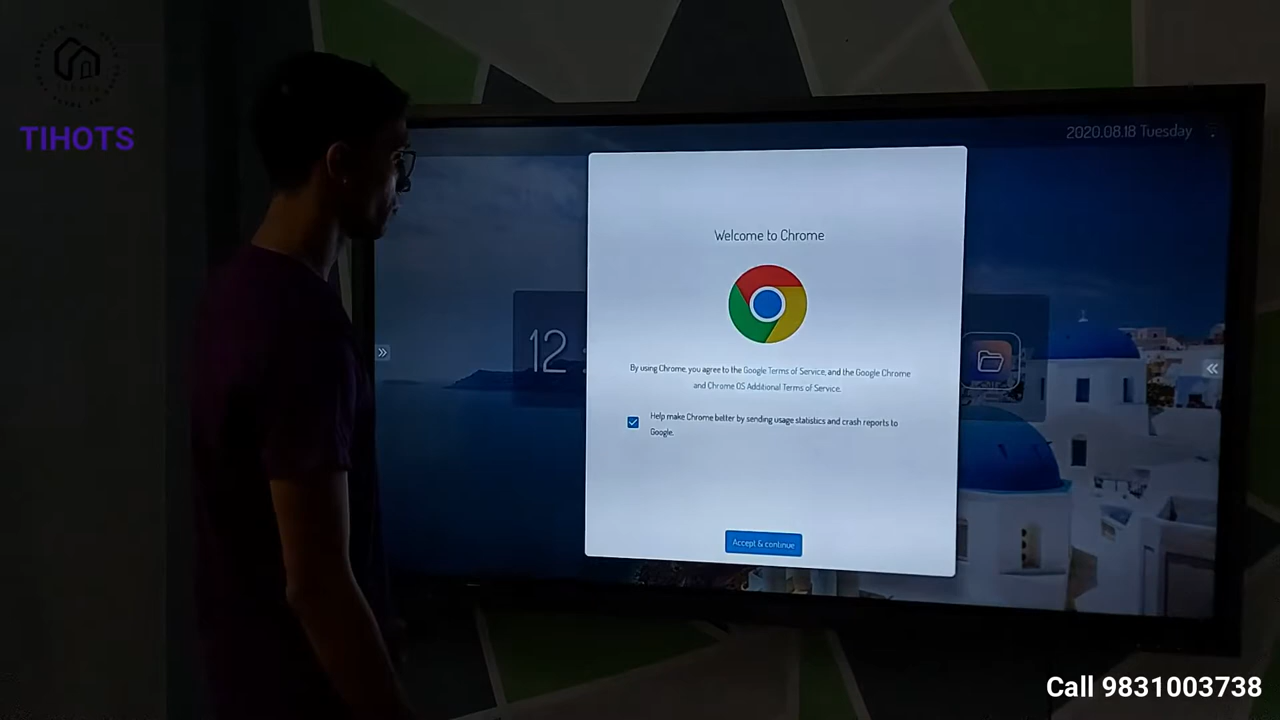 TIHOTS
2020.08.18 Tuesday
Welcome to Chrome
12 :
By using Chrome, you agree to the Google Terms of Service, and the Google Chrome
and Chrome OS Additional Terms of Service.
Help make Chrome better by sending usage statistics and crash reports to
Google.
Accept & continue
Call 9831003738